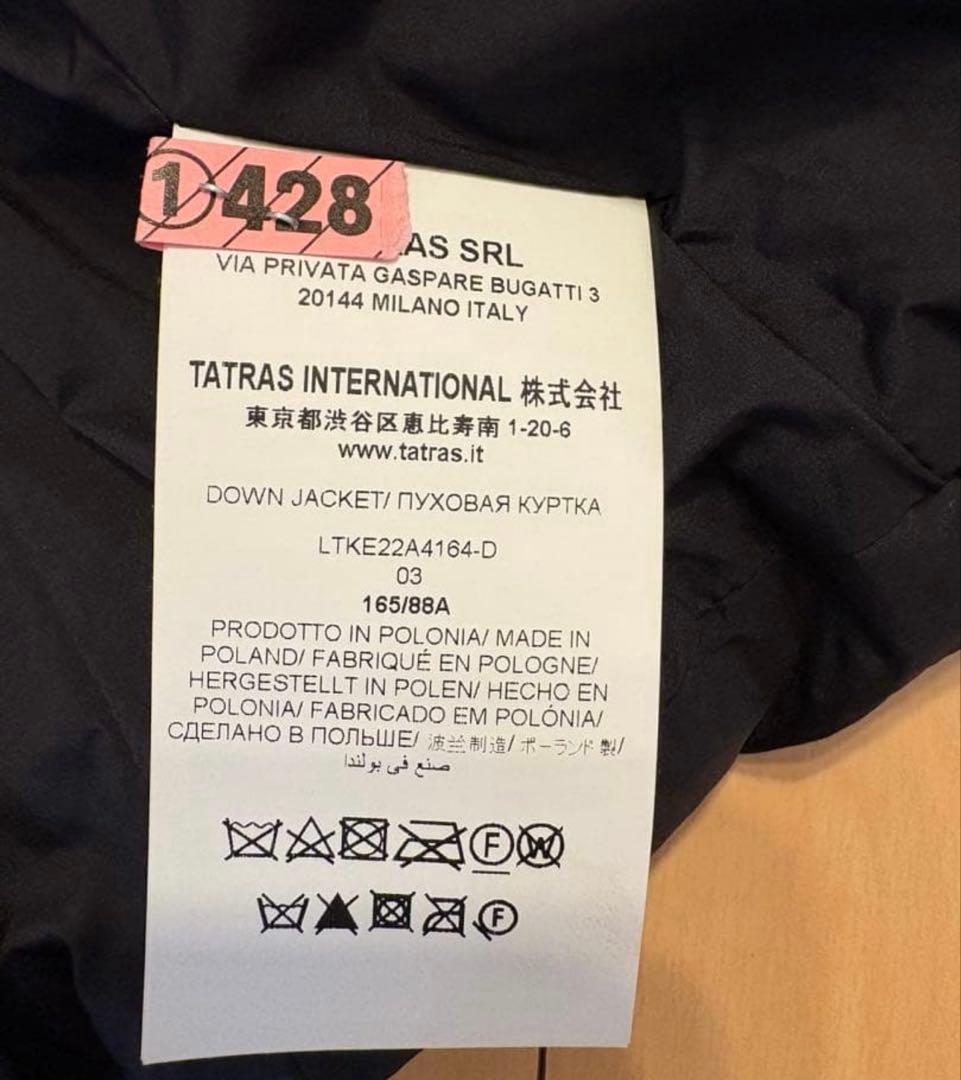 1 428
SRL
VIA PRIVATA GASPARE BUGATTI 3
20144 MILANO ITALY
TATRAS INTERNATIONAL 株式会社
東京都渋谷区恵比寿南 1-20-6
www.tatras.it
DOWN JACKET/ ПУХОВАЯ КУРТКА
LTKE22A4164-D
03
165/88A
PRODOTTO IN POLONIA/ MADE IN
POLAND/ FABRIQUÉ EN POLOGNE/
HERGESTELLT IN POLEN/ HECHO EN
POLONIA/ FABRICADO EM POLÓNIA/
СДЕЛАНО В ПОЛЬШЕ/ 波兰制造/ ポーランド 製/
صنع في بولندا
F W
F